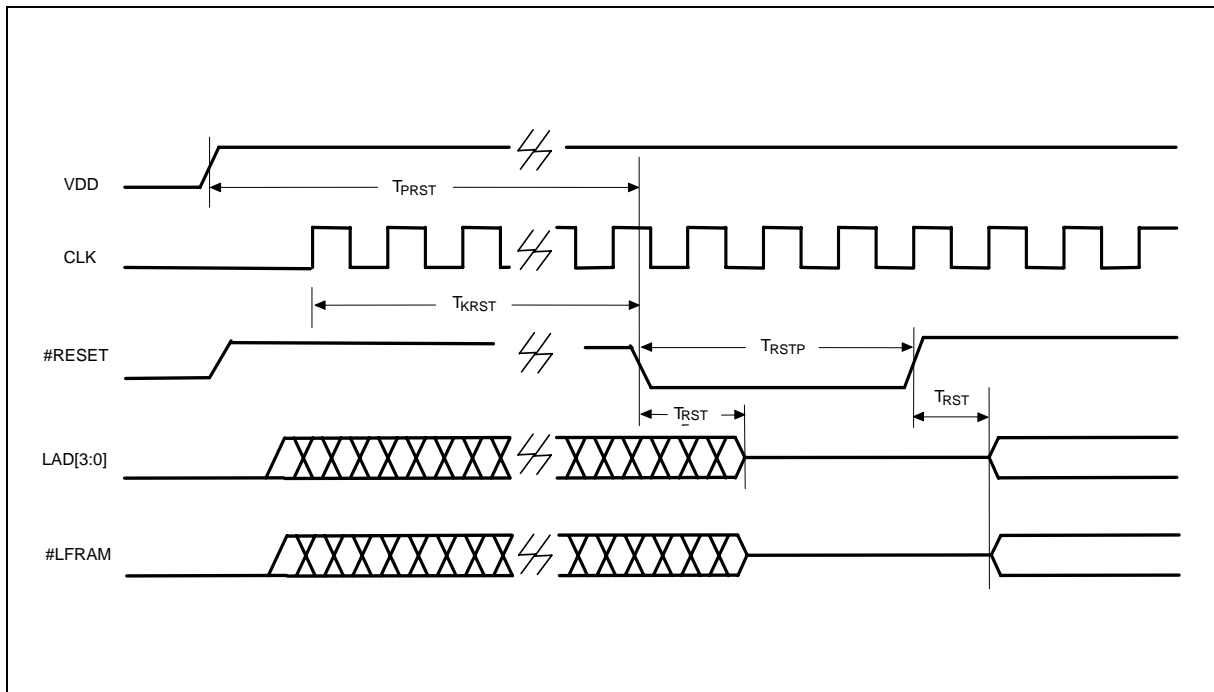 VDD
TPRST
CLK
TKRST
#RESET
TRSTP
TRST
TRST
LAD[3:0]
#LFRAM